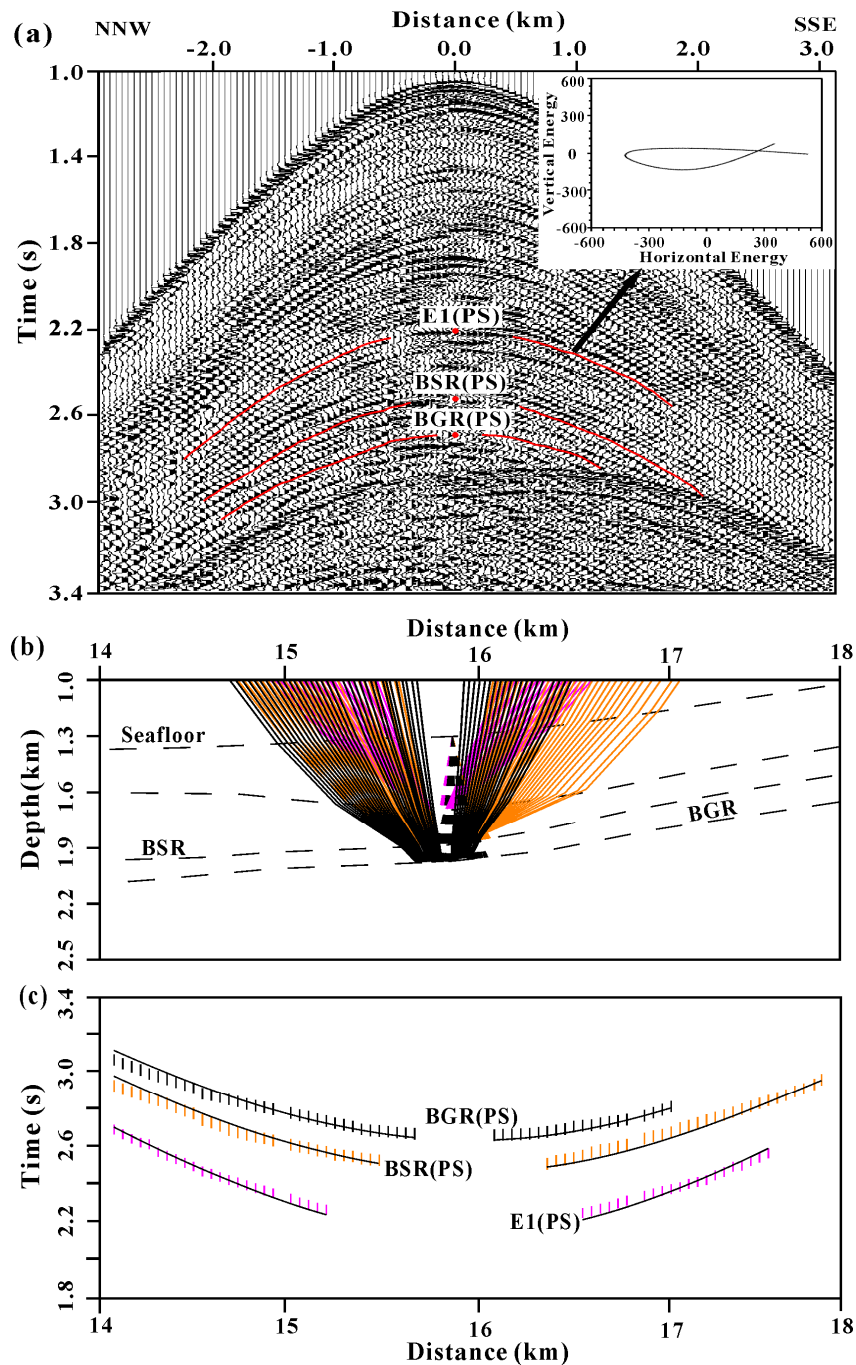 (a)
NNW
Distance (km)
SSE
-2.0 -1.0 0.0 1.0 2.0 3.0
Time (s)
1.0
1.4
1.8
2.2
2.6
3.0
3.4
Vertical Energy
600
300
0
-300
-600
-600 -300 0 300 600
Horizontal Energy
E1(PS)
BSR(PS)
BGR(PS)
(b)
Distance (km)
14 15 16 17 18
Depth(km)
1.0
1.3
1.6
1.9
2.2
2.5
Seafloor
BSR
BGR
(c)
Time (s)
3.4
3.0
2.6
2.2
1.8
BGR(PS)
BSR(PS)
E1(PS)
14 15 16 17 18
Distance (km)